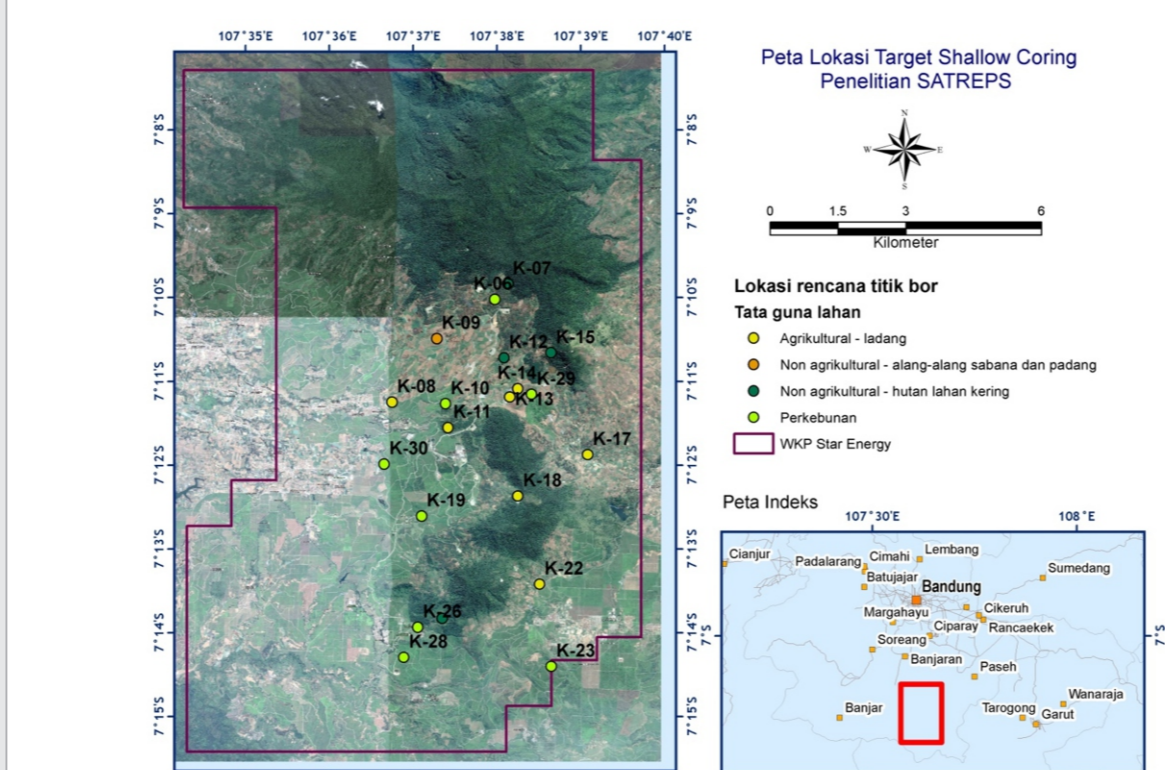 107°35'E 107°36'E 107°37'E 107°38'E 107°39'E 107°40'E
7°8'S 7°8'S
7°9'S 7°9'S
7°10'S 7°10'S
7°11'S 7°11'S
7°12'S 7°12'S
7°13'S 7°13'S
7°14'S 7°14'S
7°15'S 7°15'S
K-07
K-06
K-09
K-12 K-15
K-14 K-29
K-08 K-10 K-13
K-11
K-17
K-30
K-18
K-19
K-22
K-26
K-28
K-23
Peta Lokasi Target Shallow Coring
Penelitian SATREPS
N
W E
S
0 1.5 3 6
Kilometer
Lokasi rencana titik bor
Tata guna lahan
Agrikultural - ladang
Non agrikultural - alang-alang sabana dan padang
Non agrikultural - hutan lahan kering
Perkebunan
WKP Star Energy
Peta Indeks
107°30'E 108°E
Cianjur Padalarang Cimahi Lembang
Batujajar Sumedang
Bandung
Margahayu Cikeruh
Ciparay Rancaekek
7°S
Soreang
Banjaran Paseh
Banjar Tarogong Wanaraja
Garut